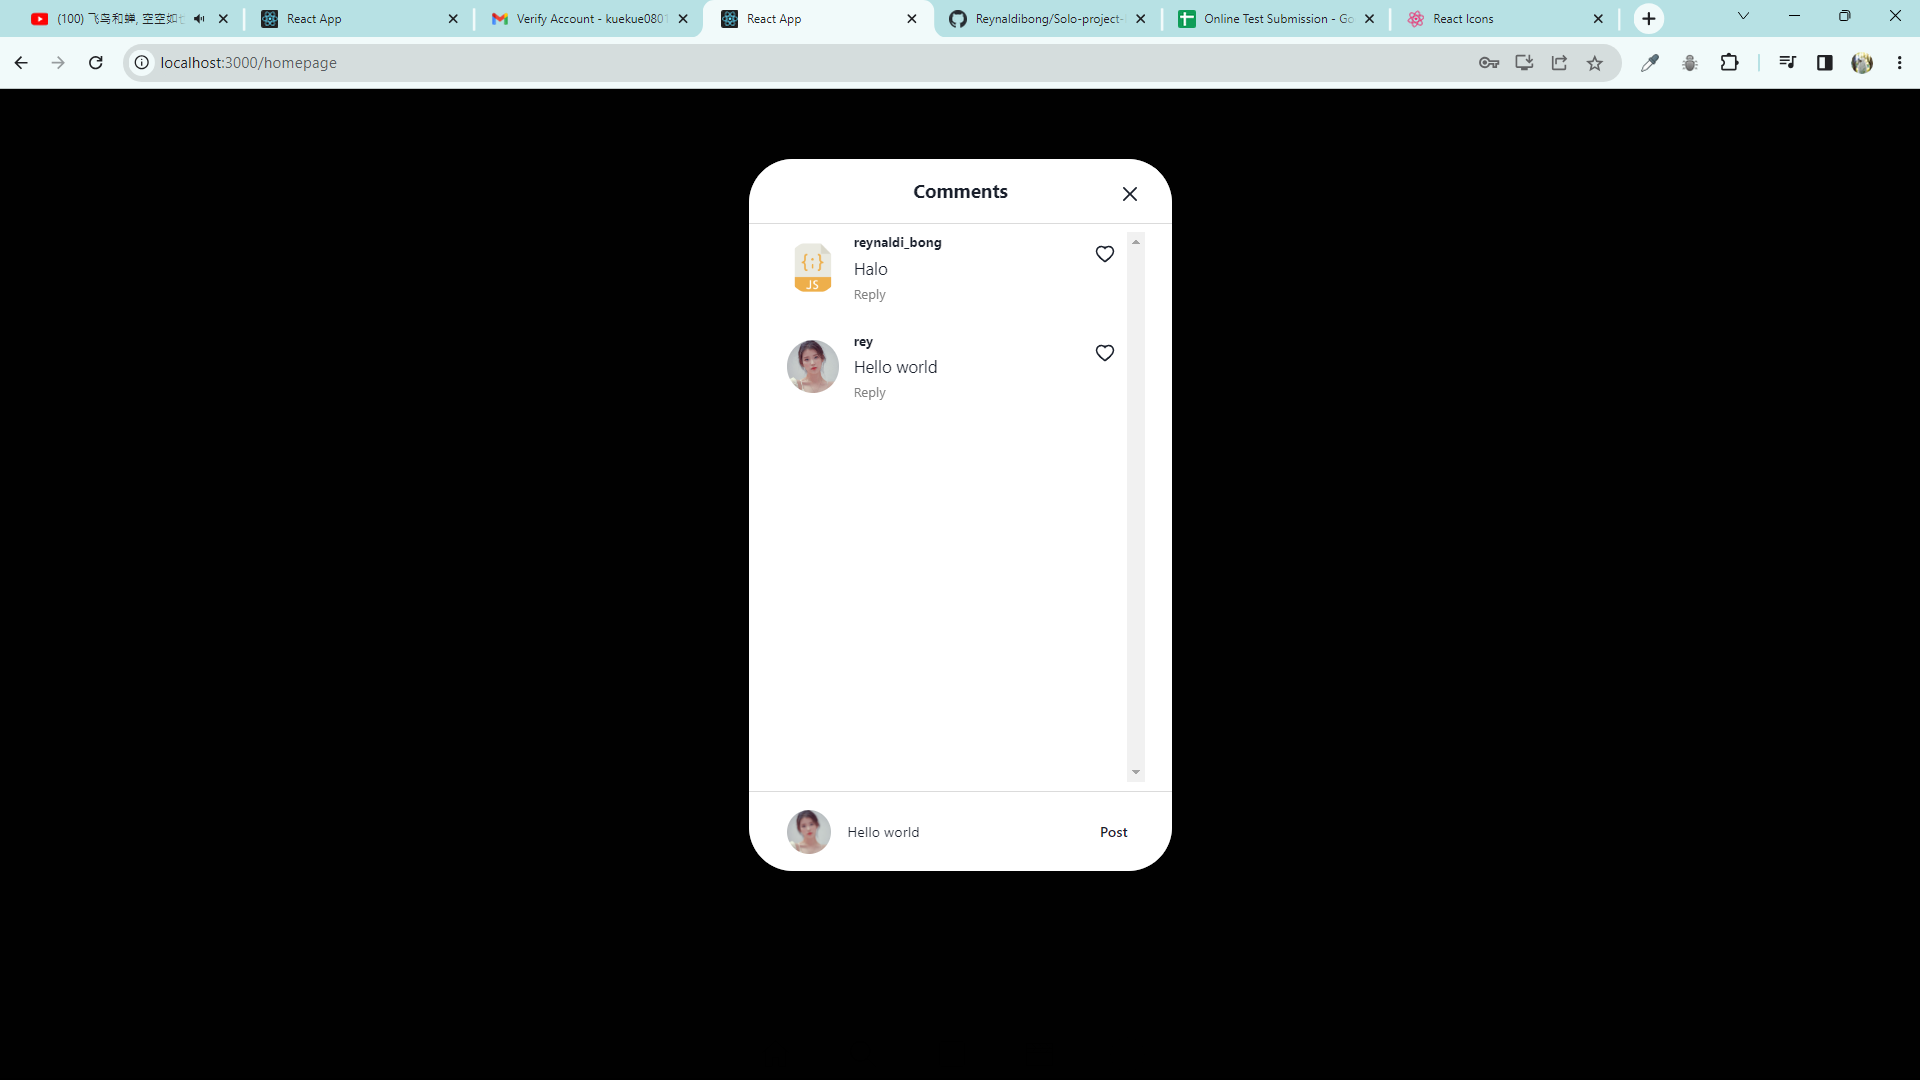 (100) 飞鸟和蝉, 空空如
React App
Verify Account - kuekue0801
React App
Reynaldibong/Solo-project-
Online Test Submission - Go
React Icons
localhost:3000/homepage
Comments
reynaldi_bong
Halo
Reply
{;}
JS
rey
Hello world
Reply
Hello world
Post